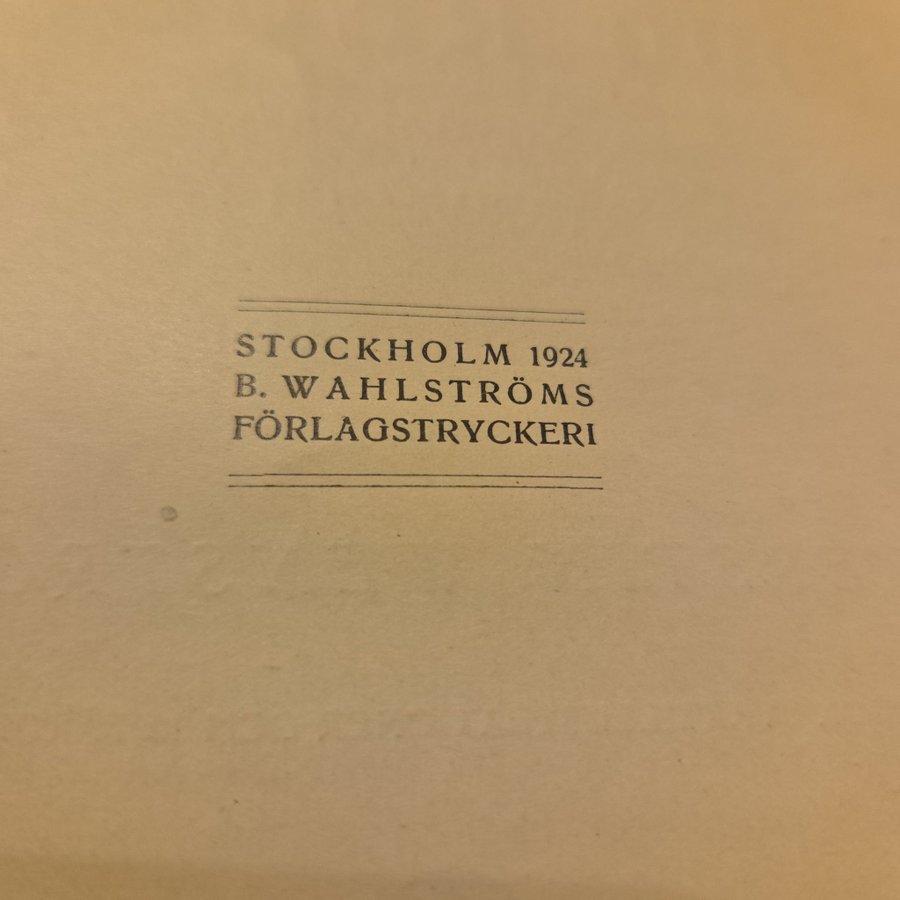 STOCKHOLM 1924
B. WAHLSTRÖMS
FÖRLAGSTRYCKERI